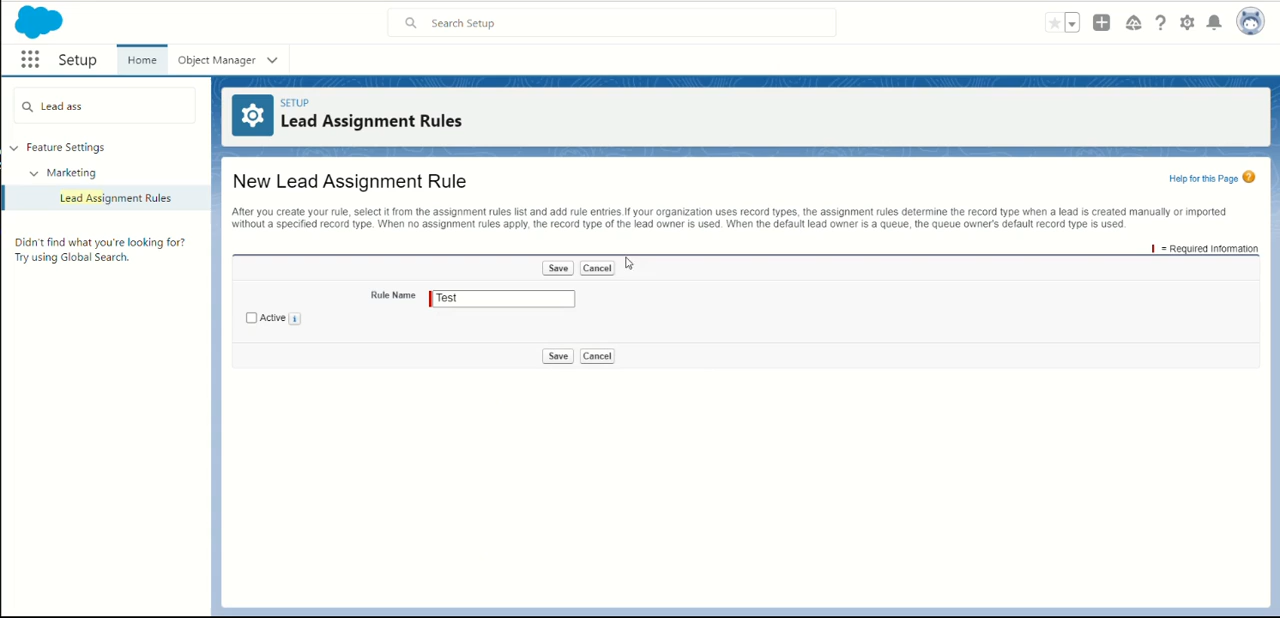 Search Setup
Setup
Home
Object Manager
Lead ass
Feature Settings
Marketing
Lead Assignment Rules
Didn't find what you're looking for?
Try using Global Search.
SETUP
Lead Assignment Rules
New Lead Assignment Rule
Help for this Page
After you create your rule, select it from the assignment rules list and add rule entries.If your organization uses record types, the assignment rules determine the record type when a lead is created manually or imported
without a specified record type. When no assignment rules apply, the record type of the lead owner is used. When the default lead owner is a queue, the queue owner's default record type is used.
= Required Information
Save Cancel
Rule Name Test
Active i
Save Cancel